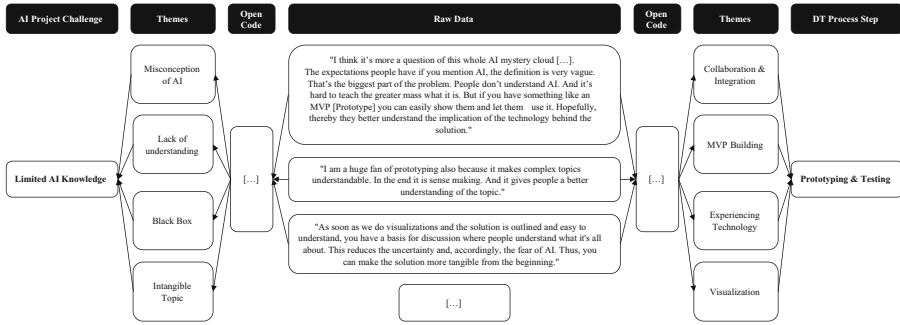 AI Project Challenge
Themes
Open
Code
Raw Data
Open
Code
Themes
DT Process Step
Limited AI Knowledge
Misconception
of AI
Lack of
understanding
Black Box
Intangible
Topic
[…]
"I think it's more a question of this whole AI mystery cloud […].
The expectations people have if you mention AI, the definition is very vague.
That's the biggest part of the problem. People don't understand AI. And it's
hard to teach the greater mass what it is. But if you have something like an
MVP [Prototype] you can easily show them and let them use it. Hopefully,
thereby they better understand the implication of the technology behind the
solution."
"I am a huge fan of prototyping also because it makes complex topics
understandable. In the end it is sense making. And it gives people a better
understanding of the topic."
"As soon as we do visualizations and the solution is outlined and easy to
understand, you have a basis for discussion where people understand what it's all
about. This reduces the uncertainty and, accordingly, the fear of AI. Thus, you
can make the solution more tangible from the beginning."
[…]
[…]
Collaboration &
Integration
MVP Building
Experiencing
Technology
Visualization
Prototyping & Testing